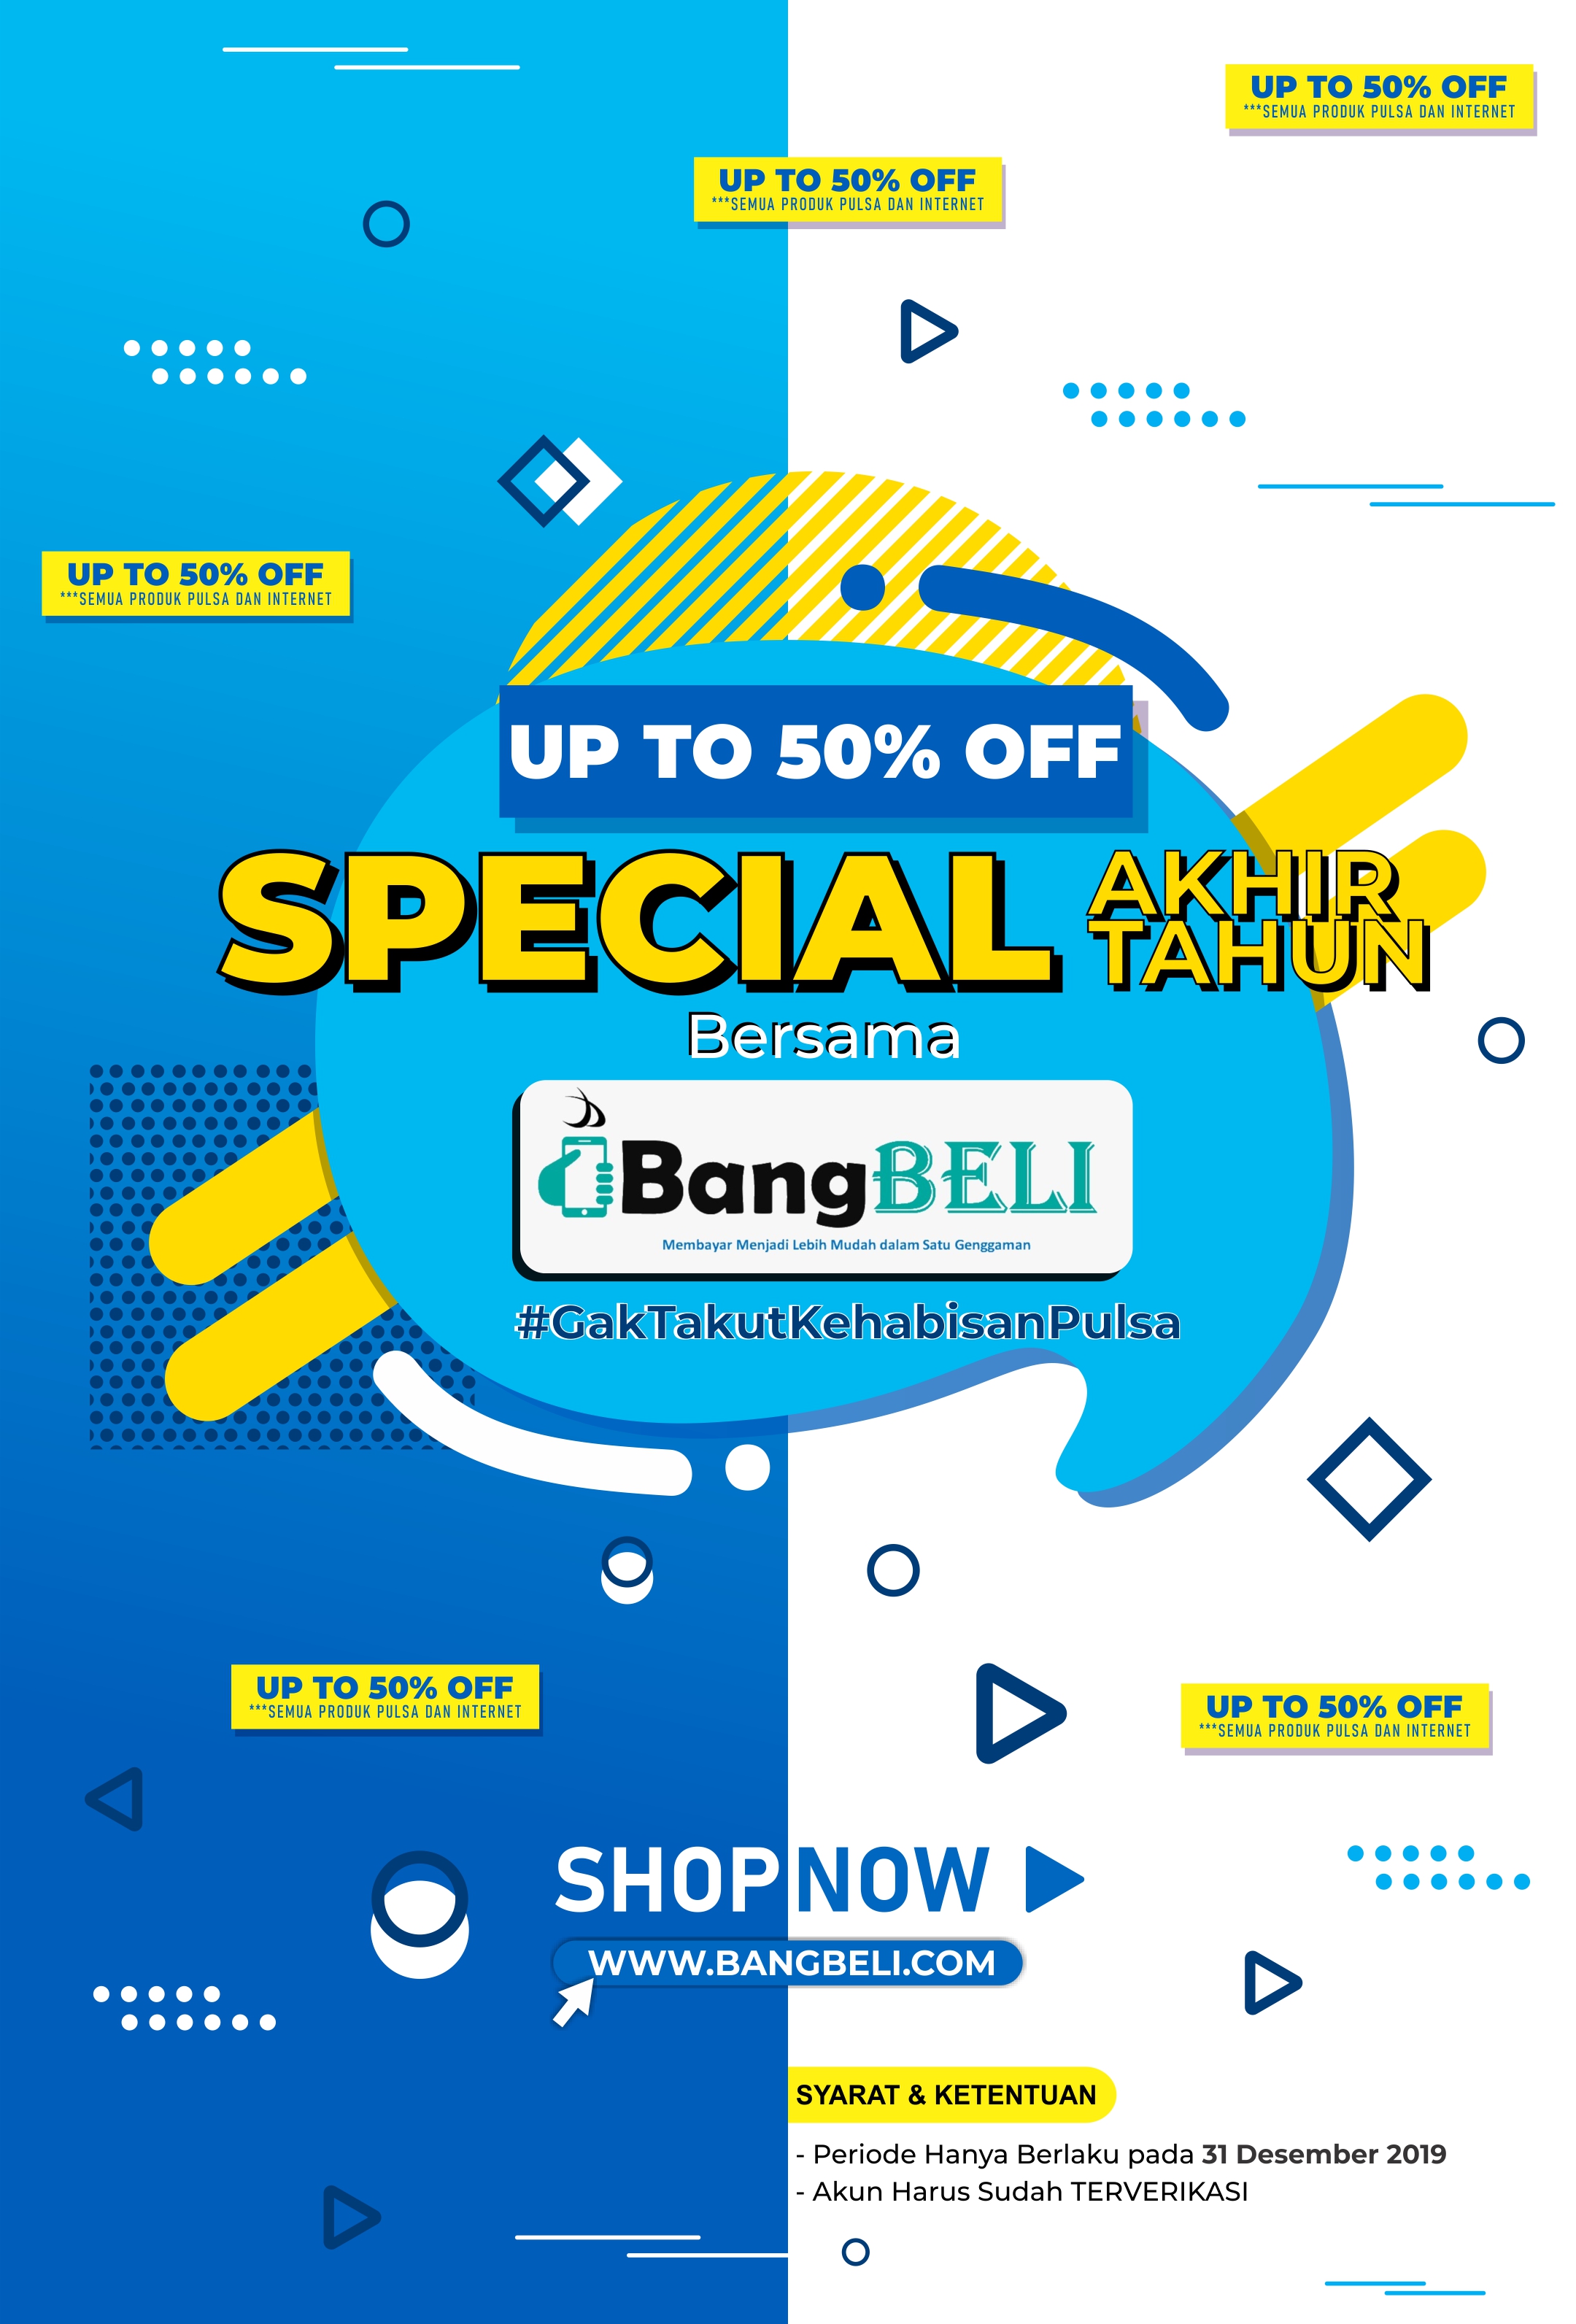 UP TO 50% OFF
***SEMUA PRODUK PULSA DAN INTERNET
UP TO 50% OFF
***SEMUA PRODUK PULSA DAN INTERNET
UP TO 50% OFF
***SEMUA PRODUK PULSA DAN INTERNET
UP TO 50% OFF
SPECIAL AKHIR
TAHUN
Bersama
BangBELI
Membayar Menjadi Lebih Mudah dalam Satu Genggaman
#GakTakutKehabisanPulsa
UP TO 50% OFF
***SEMUA PRODUK PULSA DAN INTERNET
UP TO 50% OFF
***SEMUA PRODUK PULSA DAN INTERNET
SHOP NOW
WWW.BANGBELI.COM
SYARAT & KETENTUAN
- Periode Hanya Berlaku pada 31 Desember 2019
- Akun Harus Sudah TERVERIKASI